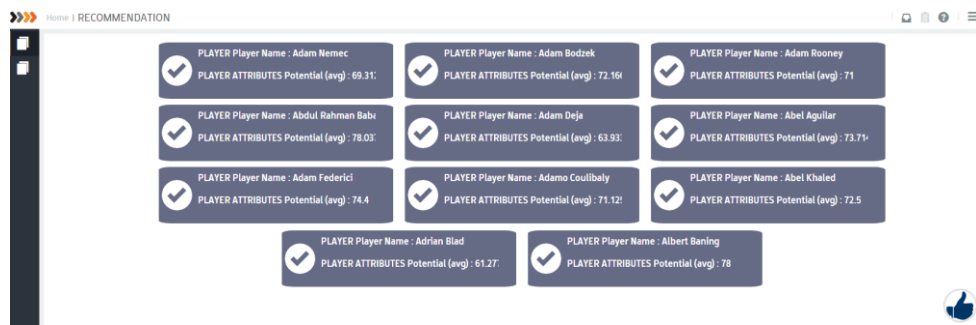 Home | RECOMMENDATION
PLAYER Player Name : Adam Nemec
PLAYER ATTRIBUTES Potential (avg) : 69.31
PLAYER Player Name : Adam Bodzek
PLAYER ATTRIBUTES Potential (avg) : 72.16
PLAYER Player Name : Adam Rooney
PLAYER ATTRIBUTES Potential (avg) : 71
PLAYER Player Name : Abdul Rahman Baba
PLAYER ATTRIBUTES Potential (avg) : 78.03
PLAYER Player Name : Adam Deja
PLAYER ATTRIBUTES Potential (avg) : 63.93
PLAYER Player Name : Abel Aguilar
PLAYER ATTRIBUTES Potential (avg) : 73.71
PLAYER Player Name : Adam Federici
PLAYER ATTRIBUTES Potential (avg) : 74.4
PLAYER Player Name : Adamo Coulibaly
PLAYER ATTRIBUTES Potential (avg) : 71.12
PLAYER Player Name : Abel Khaled
PLAYER ATTRIBUTES Potential (avg) : 72.5
PLAYER Player Name : Adrian Blad
PLAYER ATTRIBUTES Potential (avg) : 61.27
PLAYER Player Name : Albert Baning
PLAYER ATTRIBUTES Potential (avg) : 78